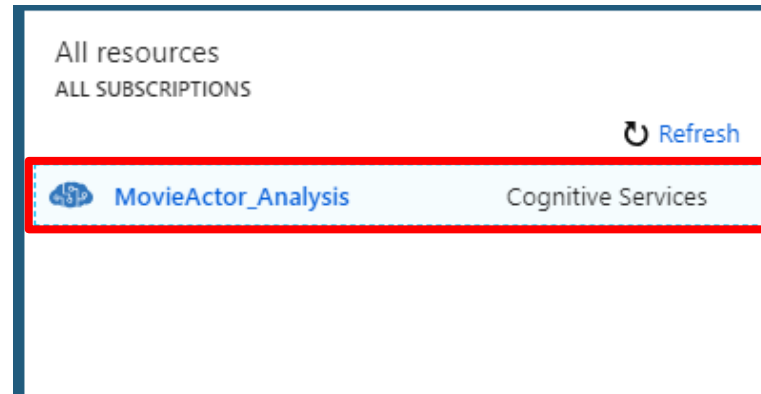 All resources
ALL SUBSCRIPTIONS
Refresh
MovieActor_Analysis Cognitive Services